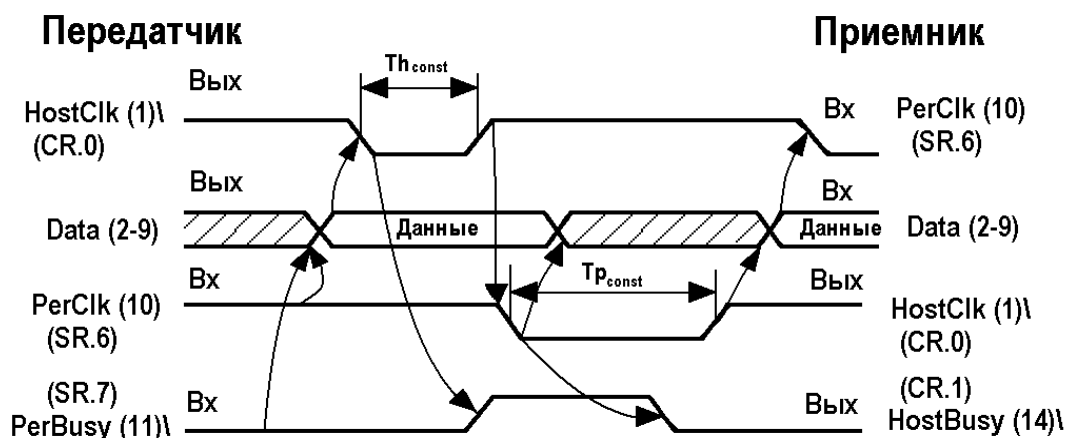 Передатчик
Приемник
Th const
Вых
HostClk (1)\
(CR.0)
Вх
PerClk (10)
(SR.6)
Вых
Вх
Data (2-9)
Данные
Данные
Data (2-9)
Tp const
Вх
Вых
PerClk (10)
(SR.6)
HostClk (1)\
(CR.0)
(SR.7)
PerBusy (11)\
Вх
Вых
(CR.1)
HostBusy (14)\